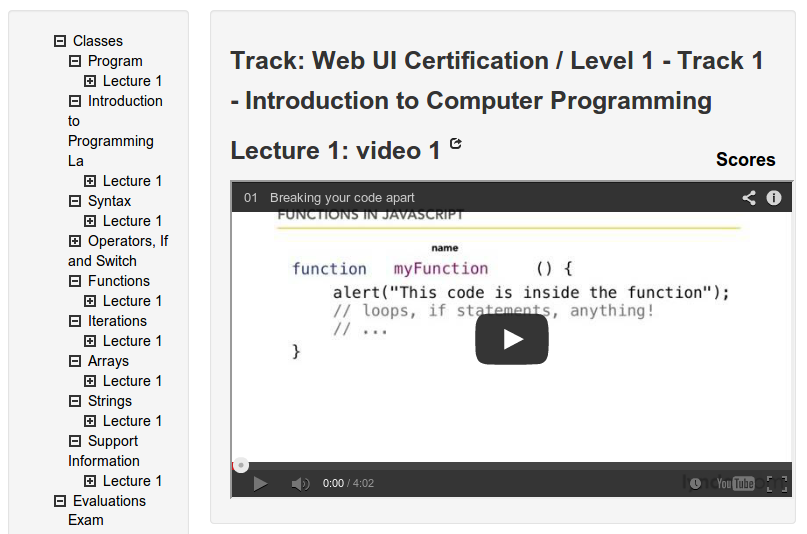 Classes
Program
Lecture 1
Introduction
to
Programming
La
Lecture 1
Syntax
Lecture 1
Operators, If
and Switch
Functions
Lecture 1
Iterations
Lecture 1
Arrays
Lecture 1
Strings
Lecture 1
Support
Information
Lecture 1
Evaluations
Exam
Track: Web UI Certification / Level 1 - Track 1
- Introduction to Computer Programming
Lecture 1: video 1
Scores
01 Breaking your code apart
FUNCTIONS IN JAVASCRIPT
name
function myFunction () {
alert("This code is inside the function");
// loops, if statements, anything!
// ...
}
0:00 / 4:02
YouTube